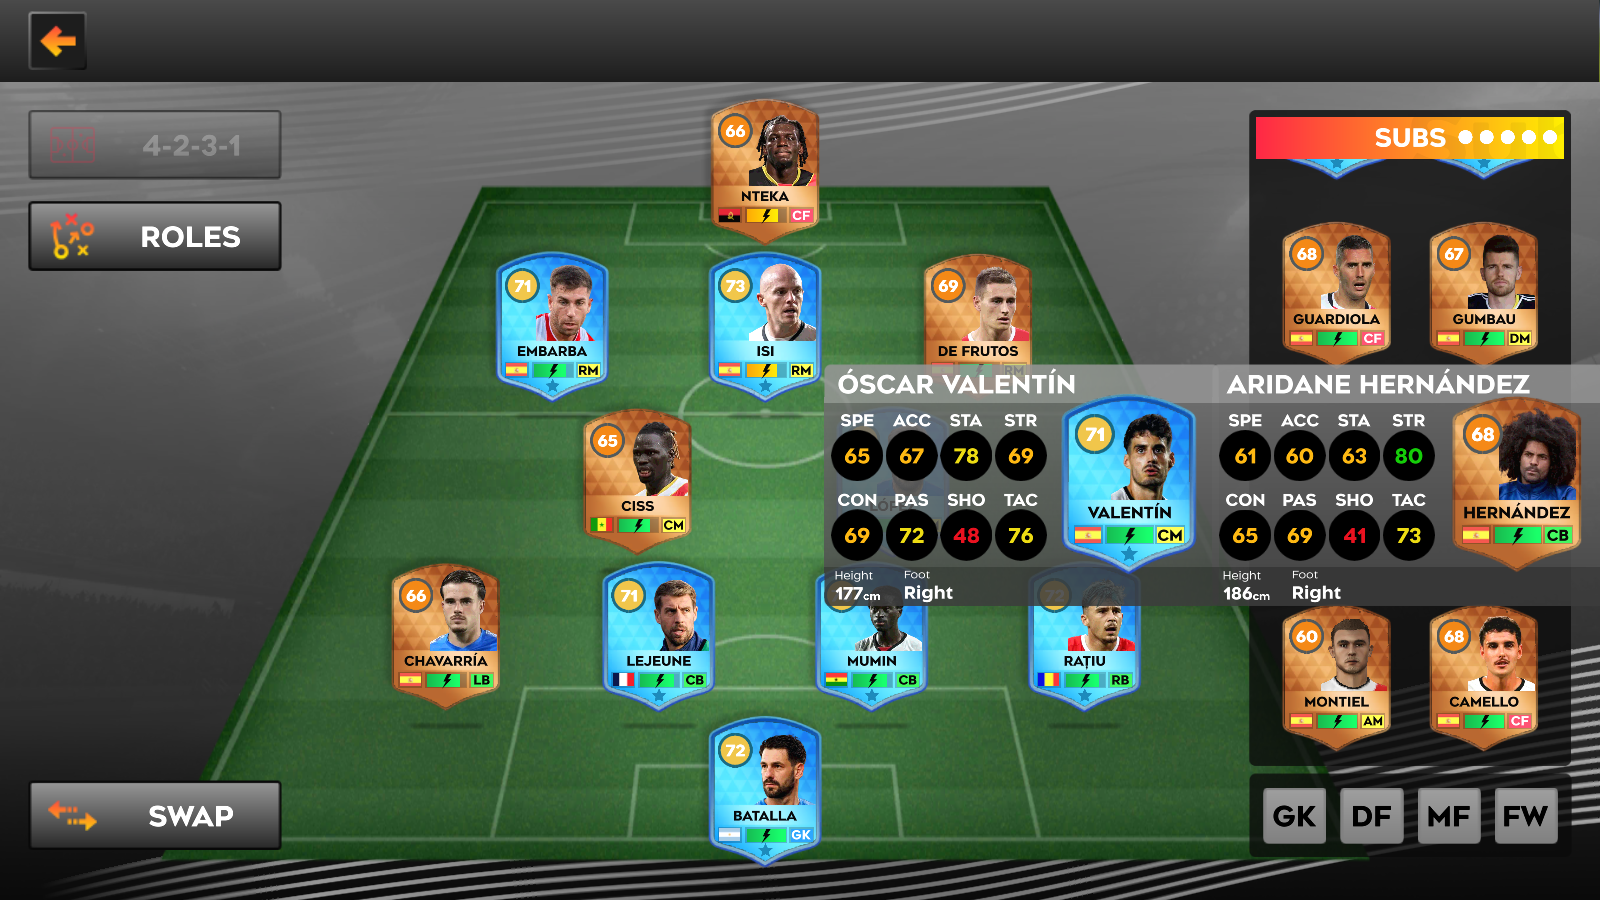 4-2-3-1
ROLES
SWAP
66
NTEKA
CF
71
EMBARBA
RM
73
ISI
RM
69
DE FRUTOS
65
CISS
CM
66
CHAVARRÍA
LB
71
LEJEUNE
CB
MUMIN
CB
72
RAȚIU
RB
72
BATALLA
GK
SUBS
68
GUARDIOLA
CF
67
GUMBAU
DM
ÓSCAR VALENTÍN
SPE ACC STA STR
65 67 78 69
CON PAS SHO TAC
69 72 48 76
Height Foot
177cm Right
71
VALENTÍN
CM
ARIDANE HERNÁNDEZ
SPE ACC STA STR
61 60 63 80
CON PAS SHO TAC
65 69 41 73
Height Foot
186cm Right
68
HERNÁNDEZ
CB
60
MONTIEL
AM
68
CAMELLO
CF
GK DF MF FW